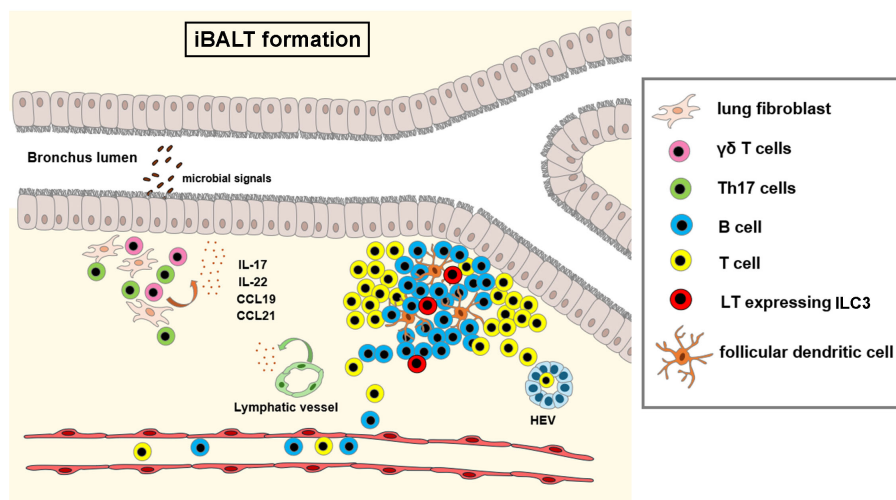 iBALT formation
Bronchus lumen
microbial signals
IL-17
IL-22
CCL19
CCL21
Lymphatic vessel
HEV
lung fibroblast
γδ T cells
Th17 cells
B cell
T cell
LT expressing ILC3
follicular dendritic cell